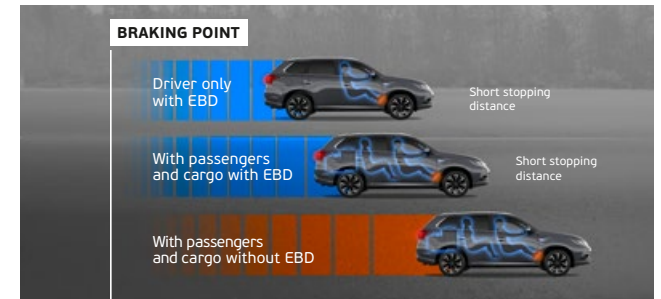 BRAKING POINT
Driver only
with EBD
Short stopping
distance
With passengers
and cargo with EBD
Short stopping
distance
With passengers
and cargo without EBD